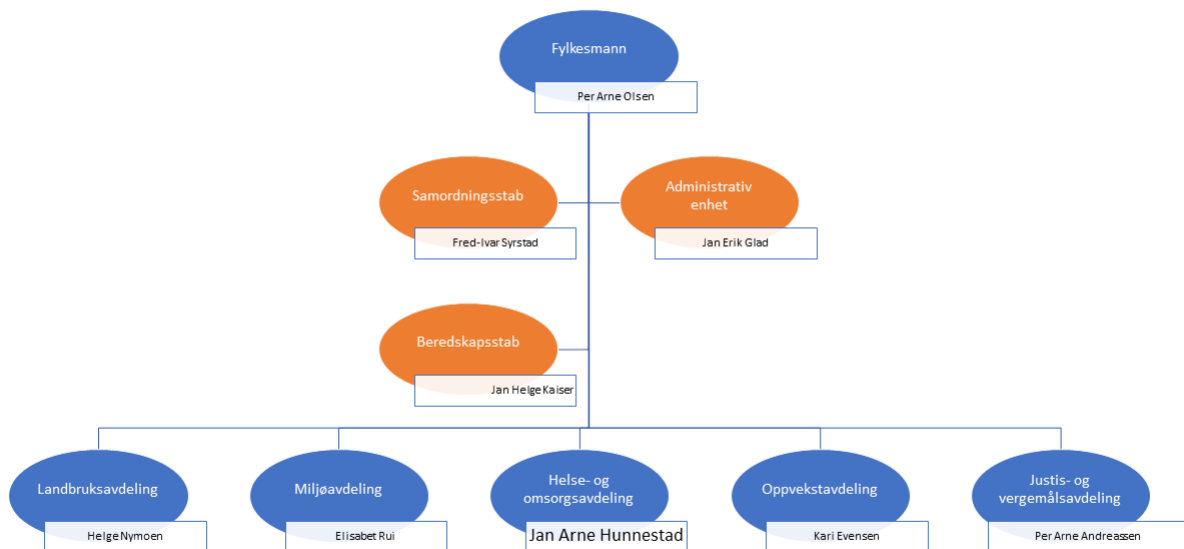 Fylkesmann
Per Arne Olsen
Samordningsstab
Fred-Ivar Syrstad
Administrativ
enhet
Jan Erik Glad
Beredskapsstab
Jan Helge Kaiser
Landbruksavdeling
Helge Nymoen
Miljøavdeling
Elisabet Rui
Helse- og
omsorgsavdeling
Jan Arne Hunnestad
Oppvekstavdeling
Kari Evensen
Justis- og
vergemålsavdeling
Per Arne Andreassen